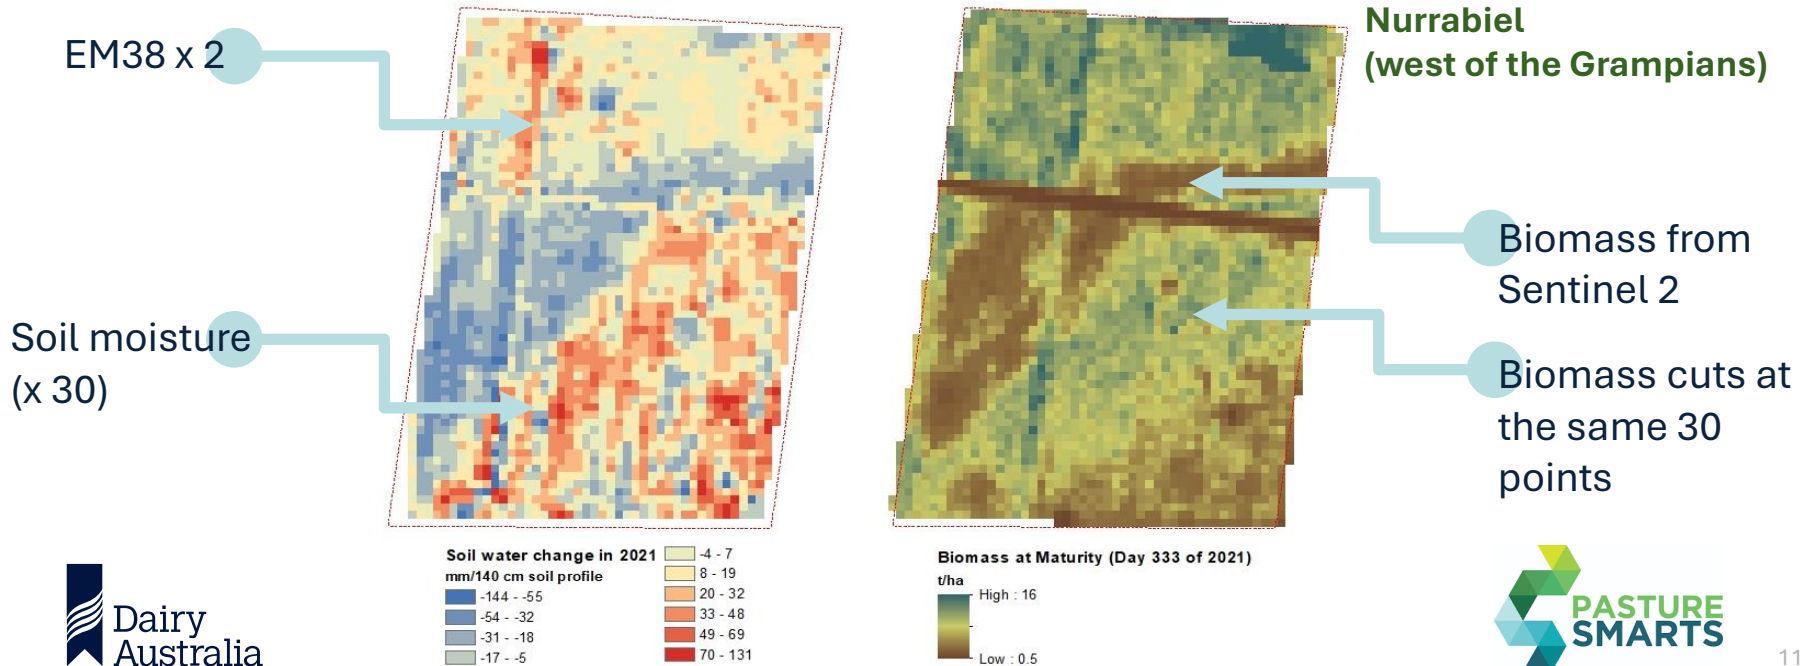 EM38 x 2
Soil moisture
(x 30)
Nurrabiel
(west of the Grampians)
Biomass from
Sentinel 2
Biomass cuts at
the same 30
points
Soil water change in 2021
mm/140 cm soil profile
-144 - -55
-54 - -32
-31 - -18
-17 - -5
-4 - 7
8 - 19
20 - 32
33 - 48
49 - 69
70 - 131
Biomass at Maturity (Day 333 of 2021)
t/ha
High : 16
Low : 0.5
Dairy
Australia
PASTURE
SMARTS
11